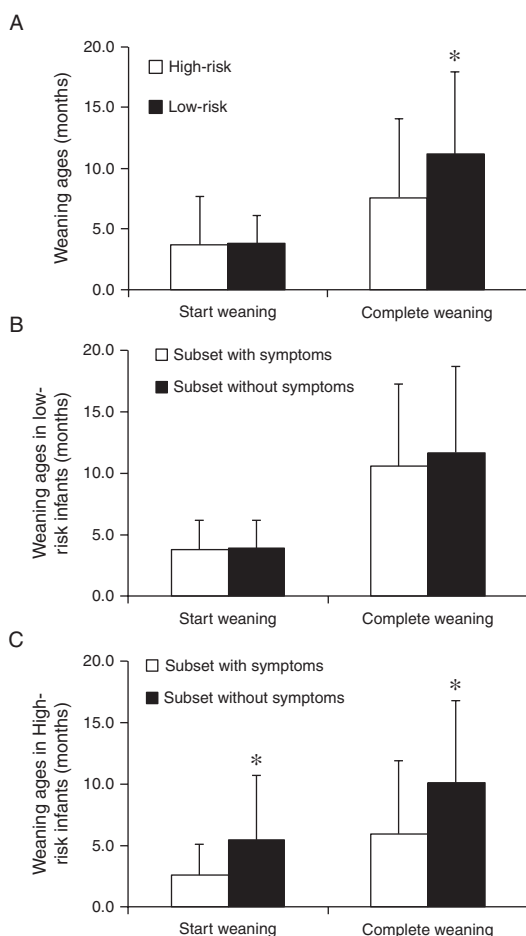 A
Weaning ages (months)
20.0
15.0
10.0
5.0
0.0
High-risk
Low-risk
*
Start weaning
Complete weaning
B
Weaning ages in low-
risk infants (months)
20.0
15.0
10.0
5.0
0.0
Subset with symptoms
Subset without symptoms
Start weaning
Complete weaning
C
Weaning ages in High-
risk infants (months)
20.0
15.0
10.0
5.0
0.0
Subset with symptoms
Subset without symptoms
*
*
Start weaning
Complete weaning